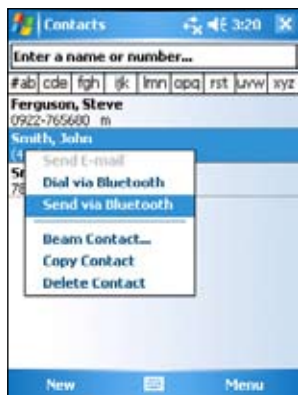 Contacts 3:20
Enter a name or number...
#ab cde fgh ijk lmn opq rst uvw xyz
Ferguson, Steve
0922-765680 m
Smith, John
Send E-mail
Dial via Bluetooth
Send via Bluetooth
Beam Contact...
Copy Contact
Delete Contact
New Menu